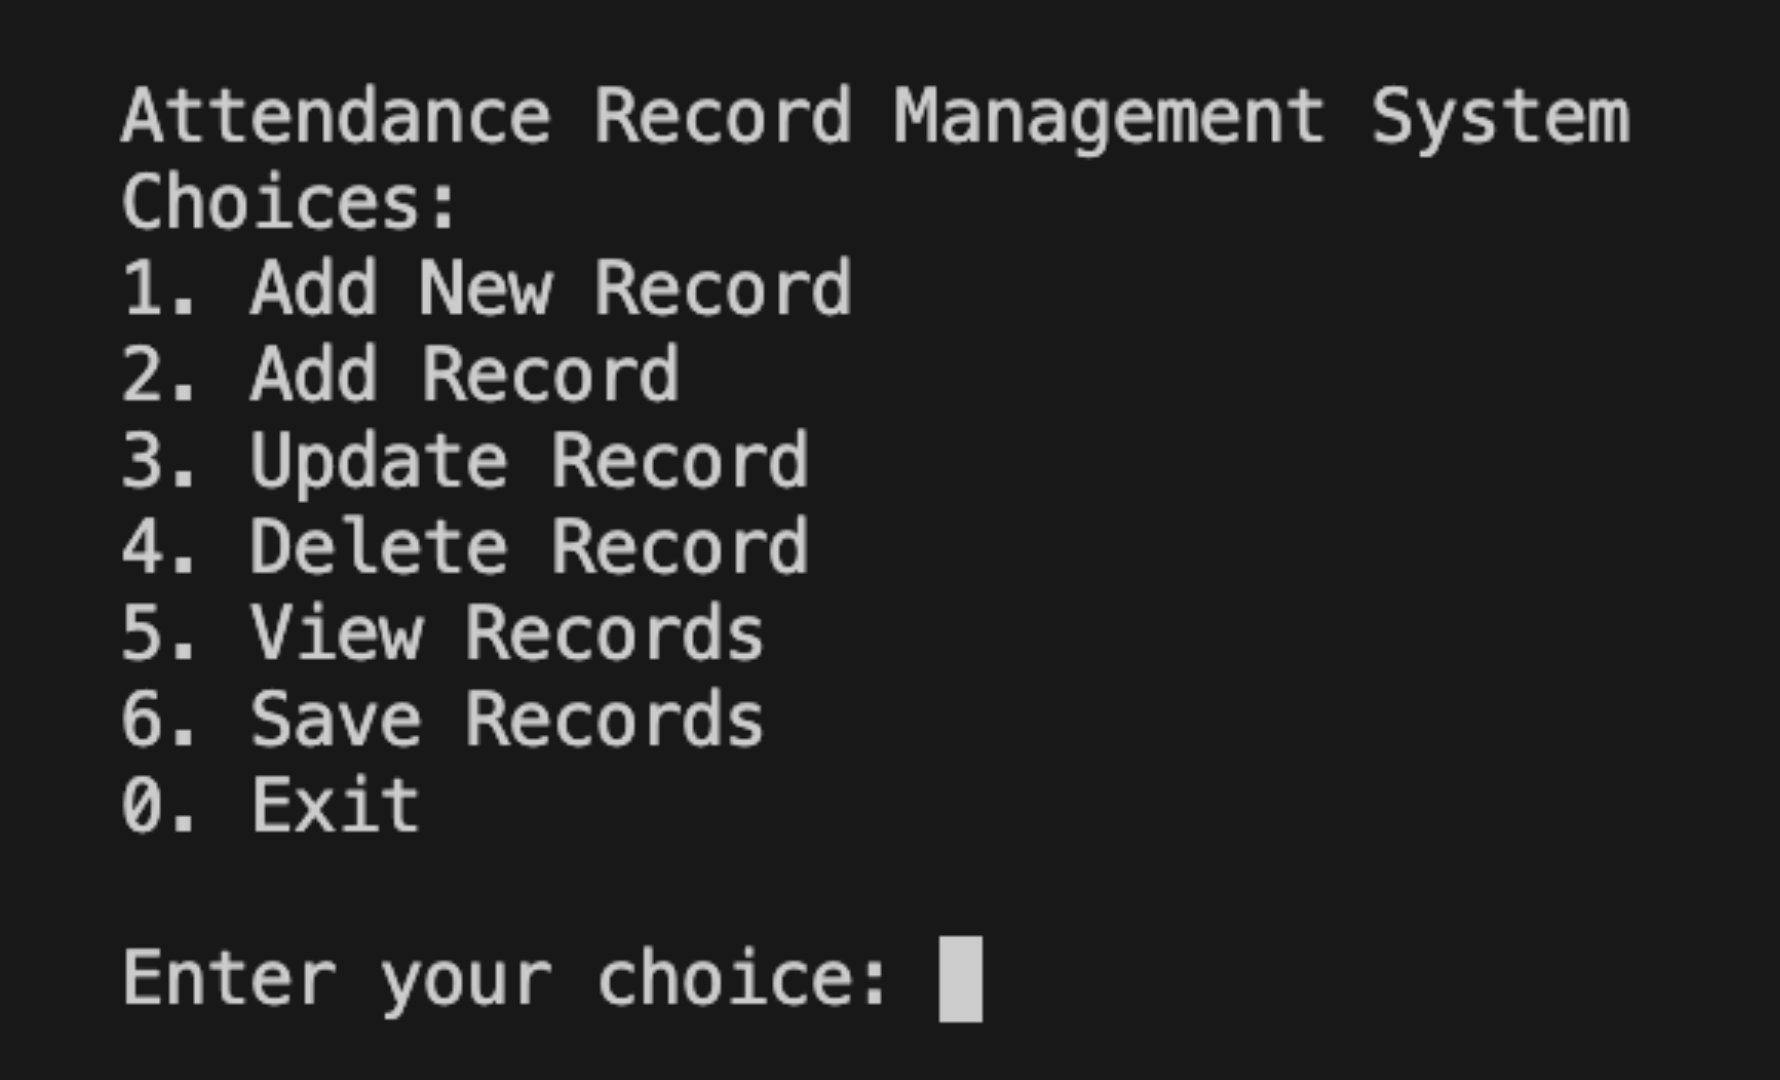 Attendance Record Management System
Choices:
1. Add New Record
2. Add Record
3. Update Record
4. Delete Record
5. View Records
6. Save Records
0. Exit
Enter your choice: